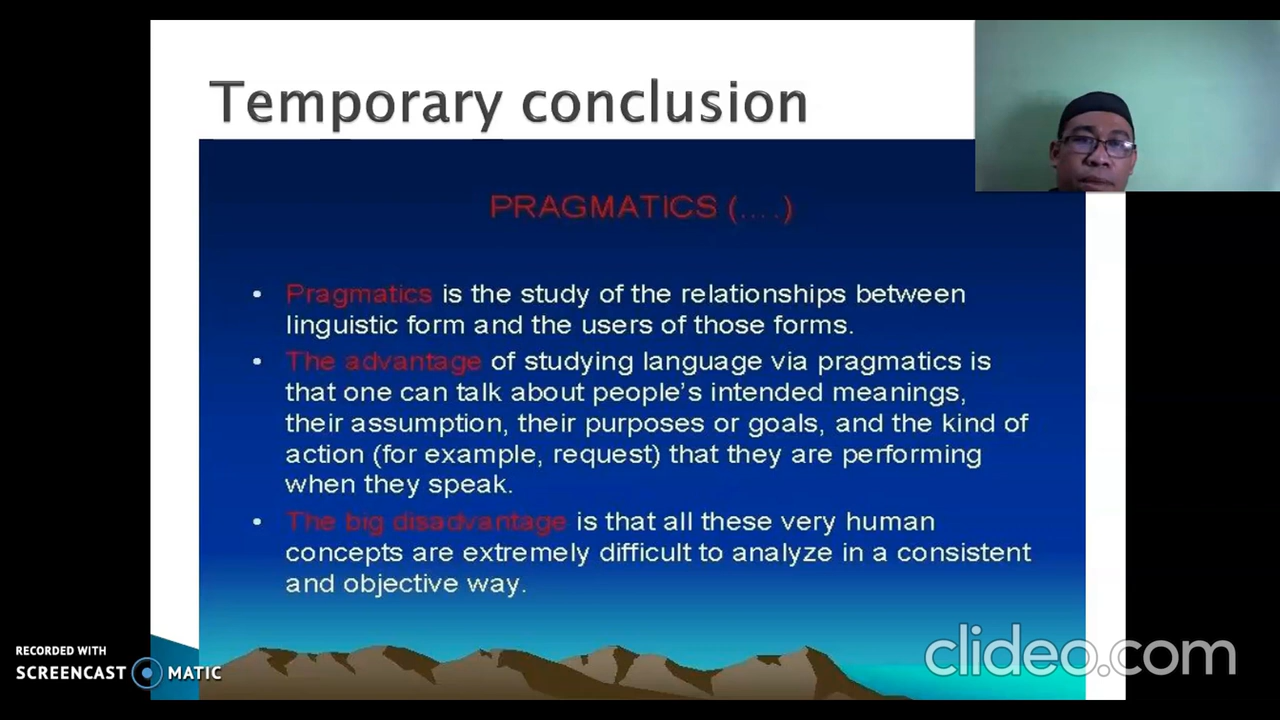 Temporary conclusion
PRAGMATICS (....)
• Pragmatics is the study of the relationships between
linguistic form and the users of those forms.
• The advantage of studying language via pragmatics is
that one can talk about people's intended meanings,
their assumption, their purposes or goals, and the kind of
action (for example, request) that they are performing
when they speak.
• The big disadvantage is that all these very human
concepts are extremely difficult to analyze in a consistent
and objective way.
RECORDED WITH
SCREENCAST MATIC
clideo.com